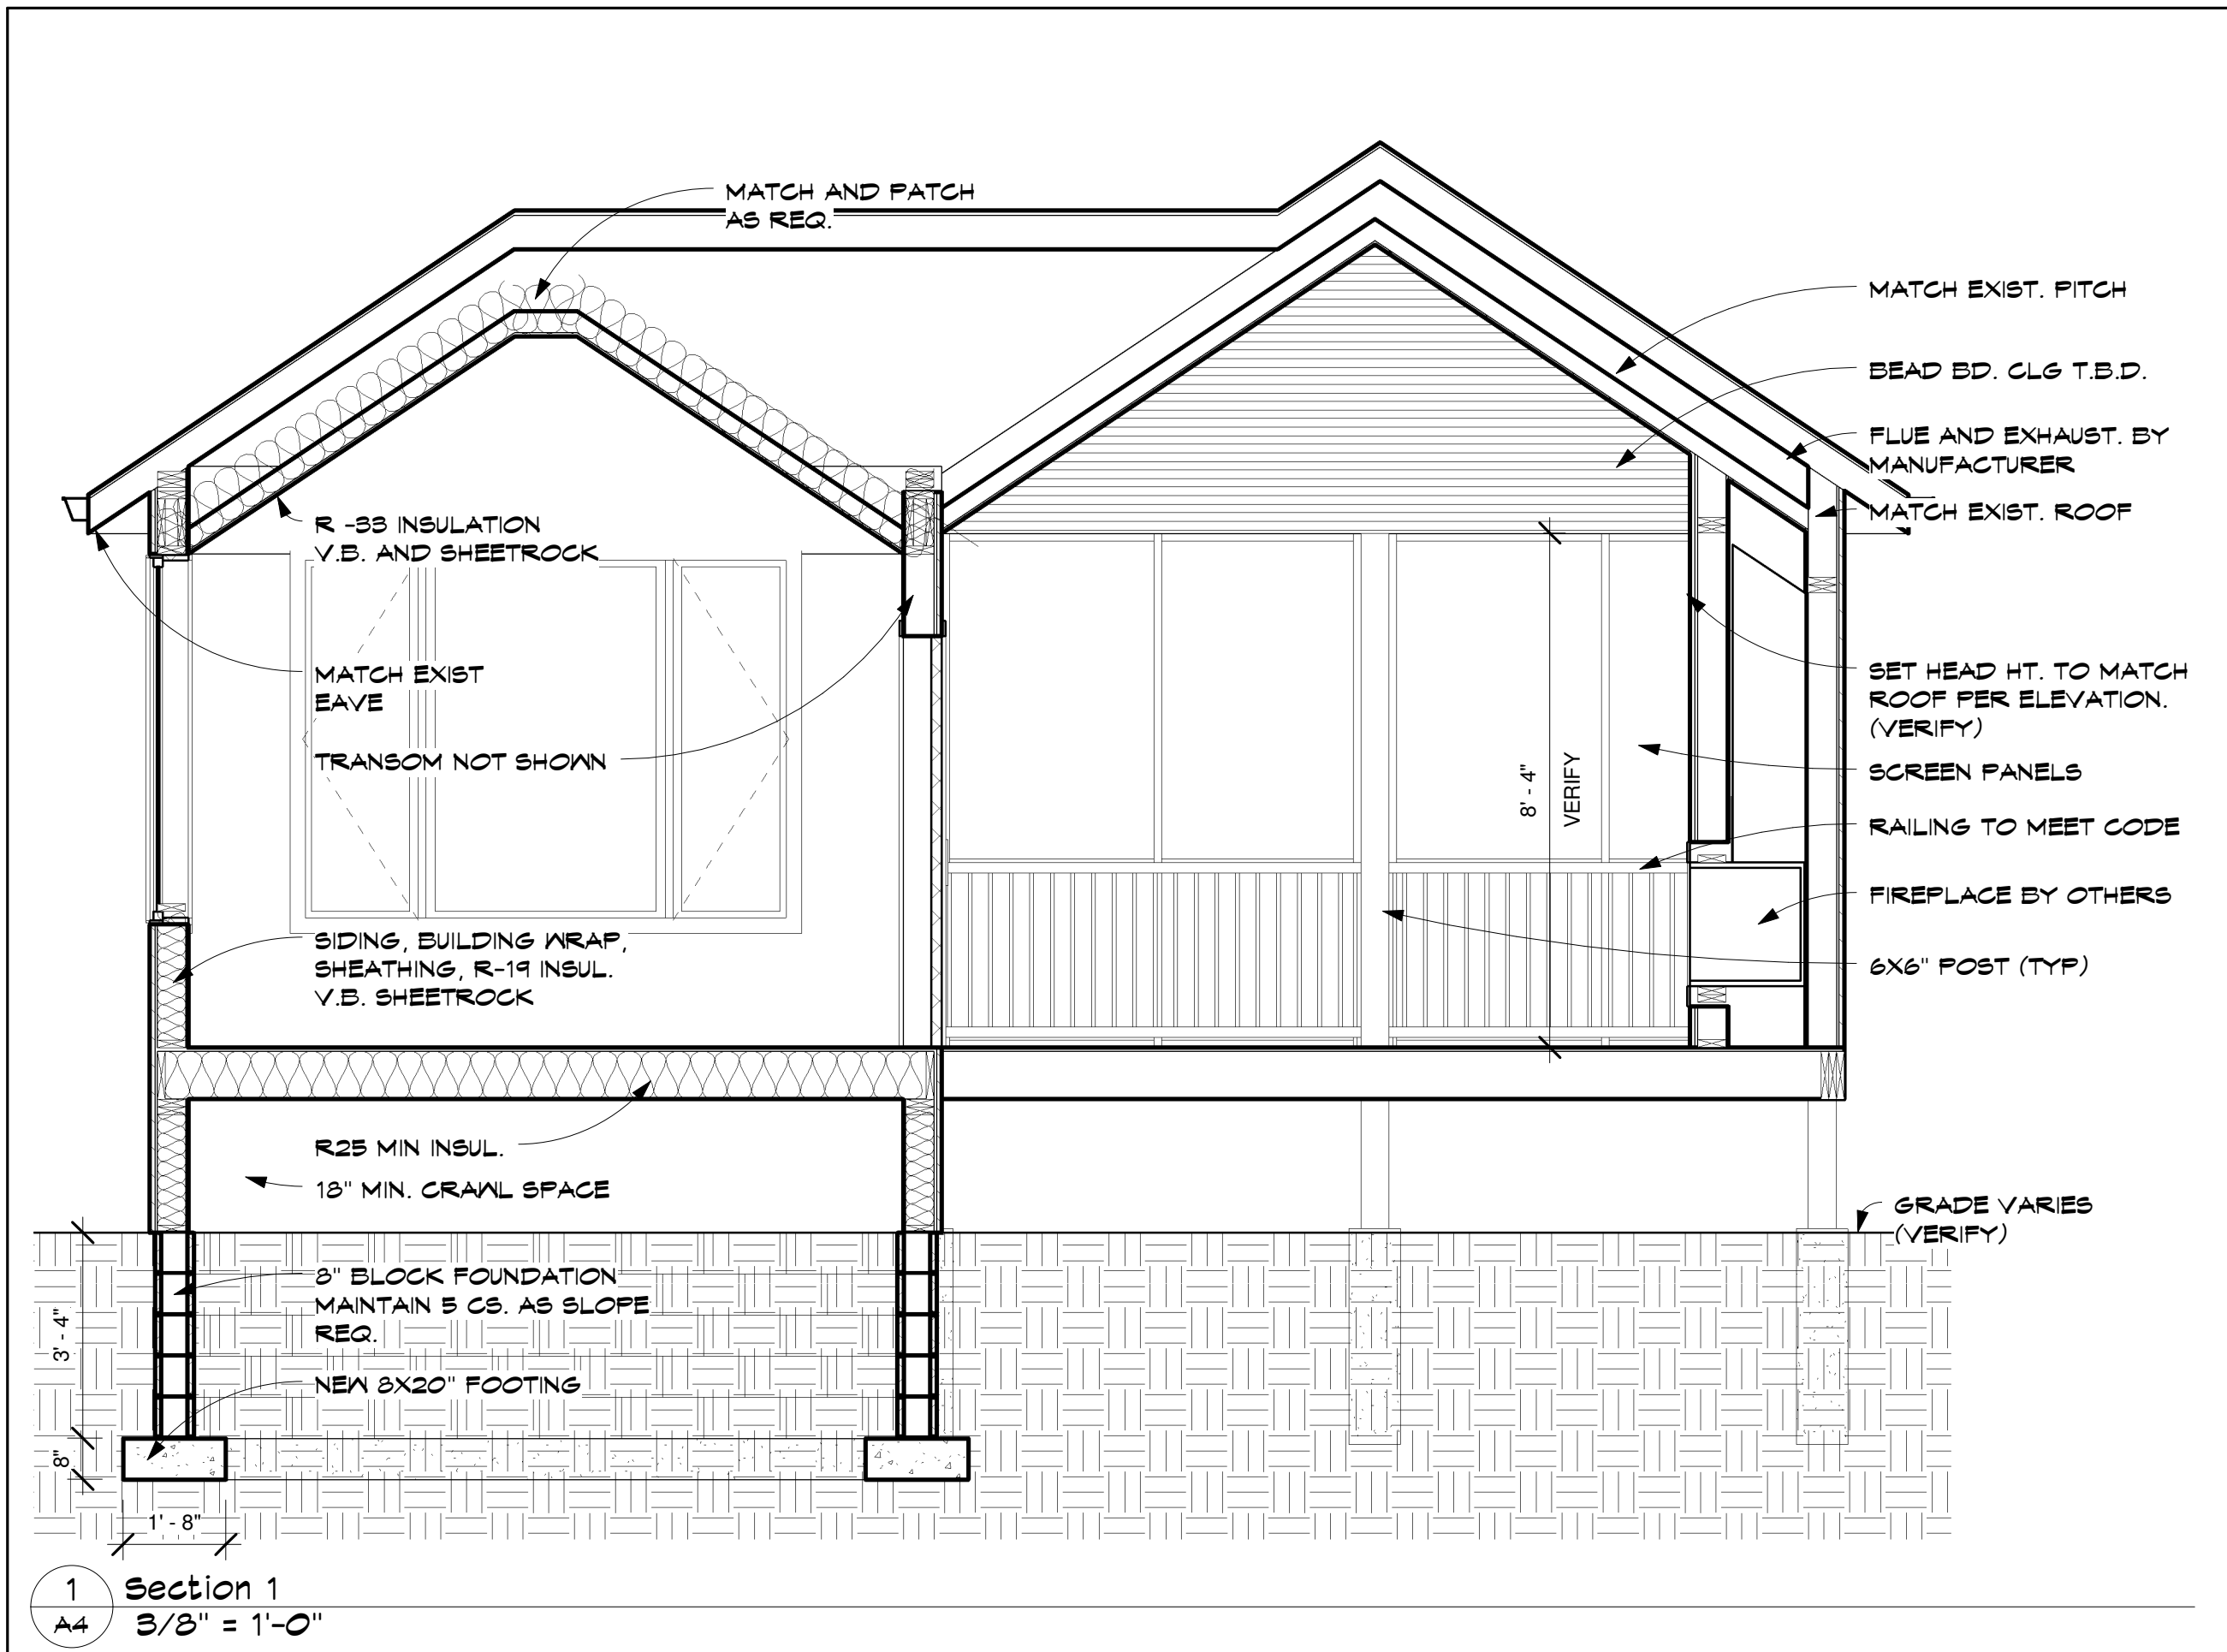 MATCH AND PATCH
AS REQ.
MATCH EXIST. PITCH
BEAD BD. CLG T.B.D.
FLUE AND EXHAUST. BY
MANUFACTURER
MATCH EXIST. ROOF
R -33 INSULATION
V.B. AND SHEETROCK
MATCH EXIST
EAVE
TRANSOM NOT SHOWN
SET HEAD HT. TO MATCH
ROOF PER ELEVATION.
(VERIFY)
8' - 4"
VERIFY
SCREEN PANELS
RAILING TO MEET CODE
FIREPLACE BY OTHERS
6X6" POST (TYP)
SIDING, BUILDING WRAP,
SHEATHING, R-19 INSUL.
V.B. SHEETROCK
R25 MIN INSUL.
18" MIN. CRAWL SPACE
GRADE VARIES
(VERIFY)
8" BLOCK FOUNDATION
MAINTAIN 5 CS. AS SLOPE
REQ.
3' - 4"
NEW 8X20" FOOTING
8"
1' - 8"
1
A4
Section 1
3/8" = 1'-0"